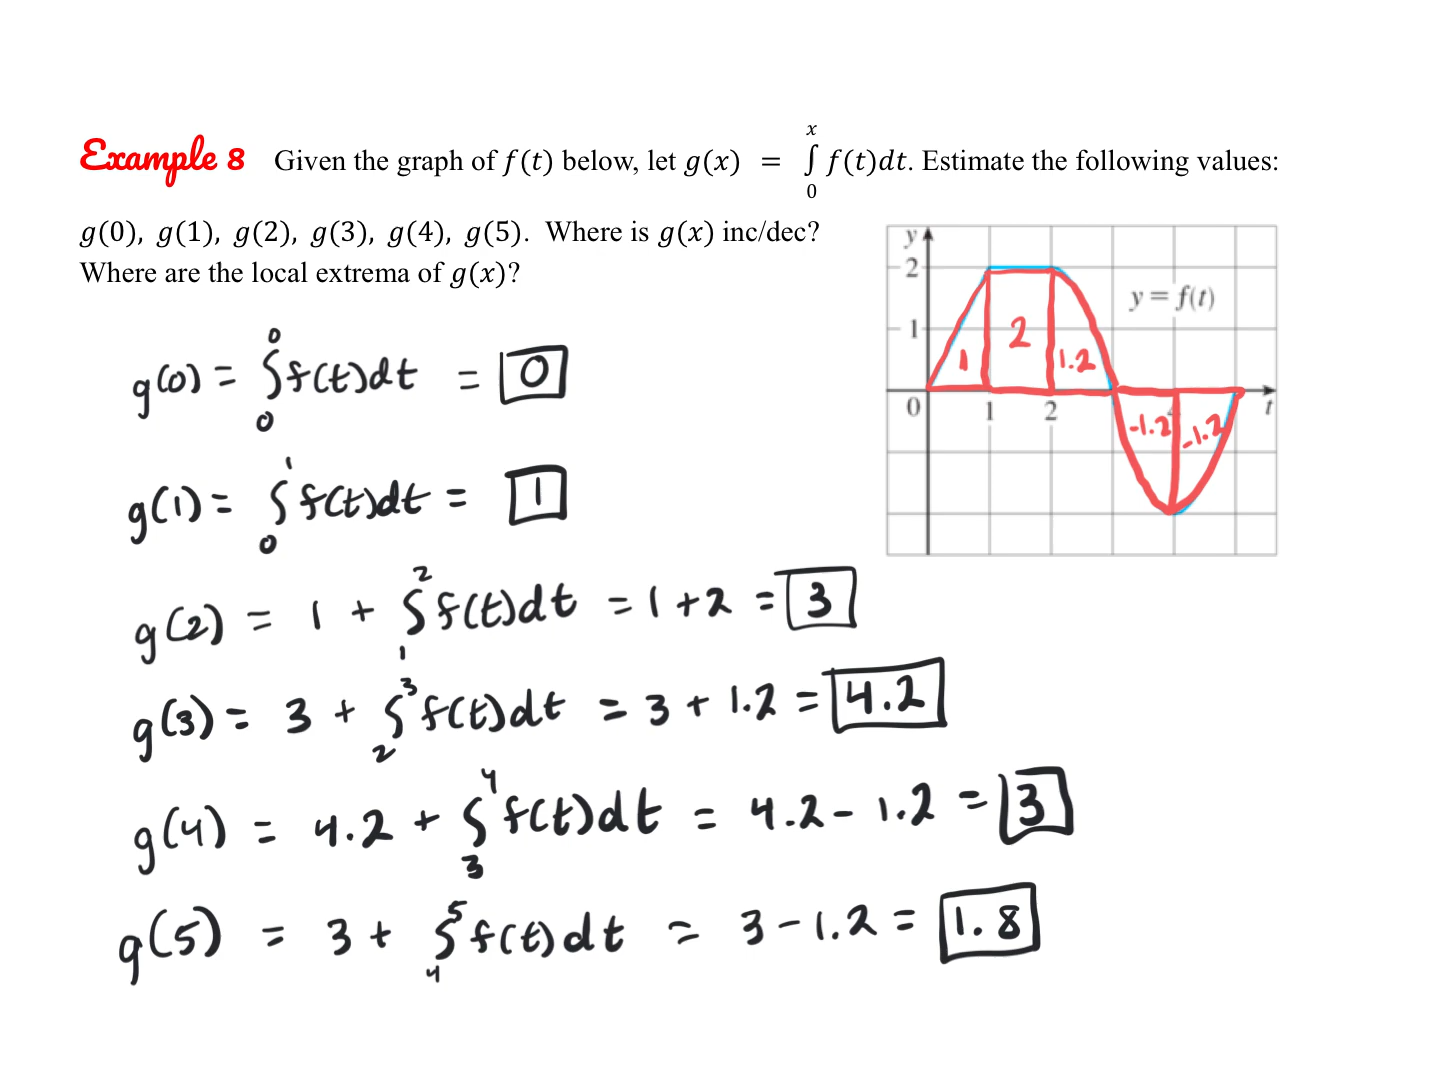 Example 8 Given the graph of f(t) below, let g(x) = ∫₀ˣ f(t)dt. Estimate the following values:
g(0), g(1), g(2), g(3), g(4), g(5). Where is g(x) inc/dec?
Where are the local extrema of g(x)?
y
2
1
0
1
2
t
y = f(t)
1
2
1.2
-1.2
-1.2
g(0) = ∫₀⁰ f(t)dt = 0
g(1) = ∫₀¹ f(t)dt = 1
g(2) = 1 + ∫₁² f(t)dt = 1 + 2 = 3
g(3) = 3 + ∫₂³ f(t)dt = 3 + 1.2 = 4.2
g(4) = 4.2 + ∫₃⁴ f(t)dt = 4.2 - 1.2 = 3
g(5) = 3 + ∫₄⁵ f(t)dt = 3 - 1.2 = 1.8